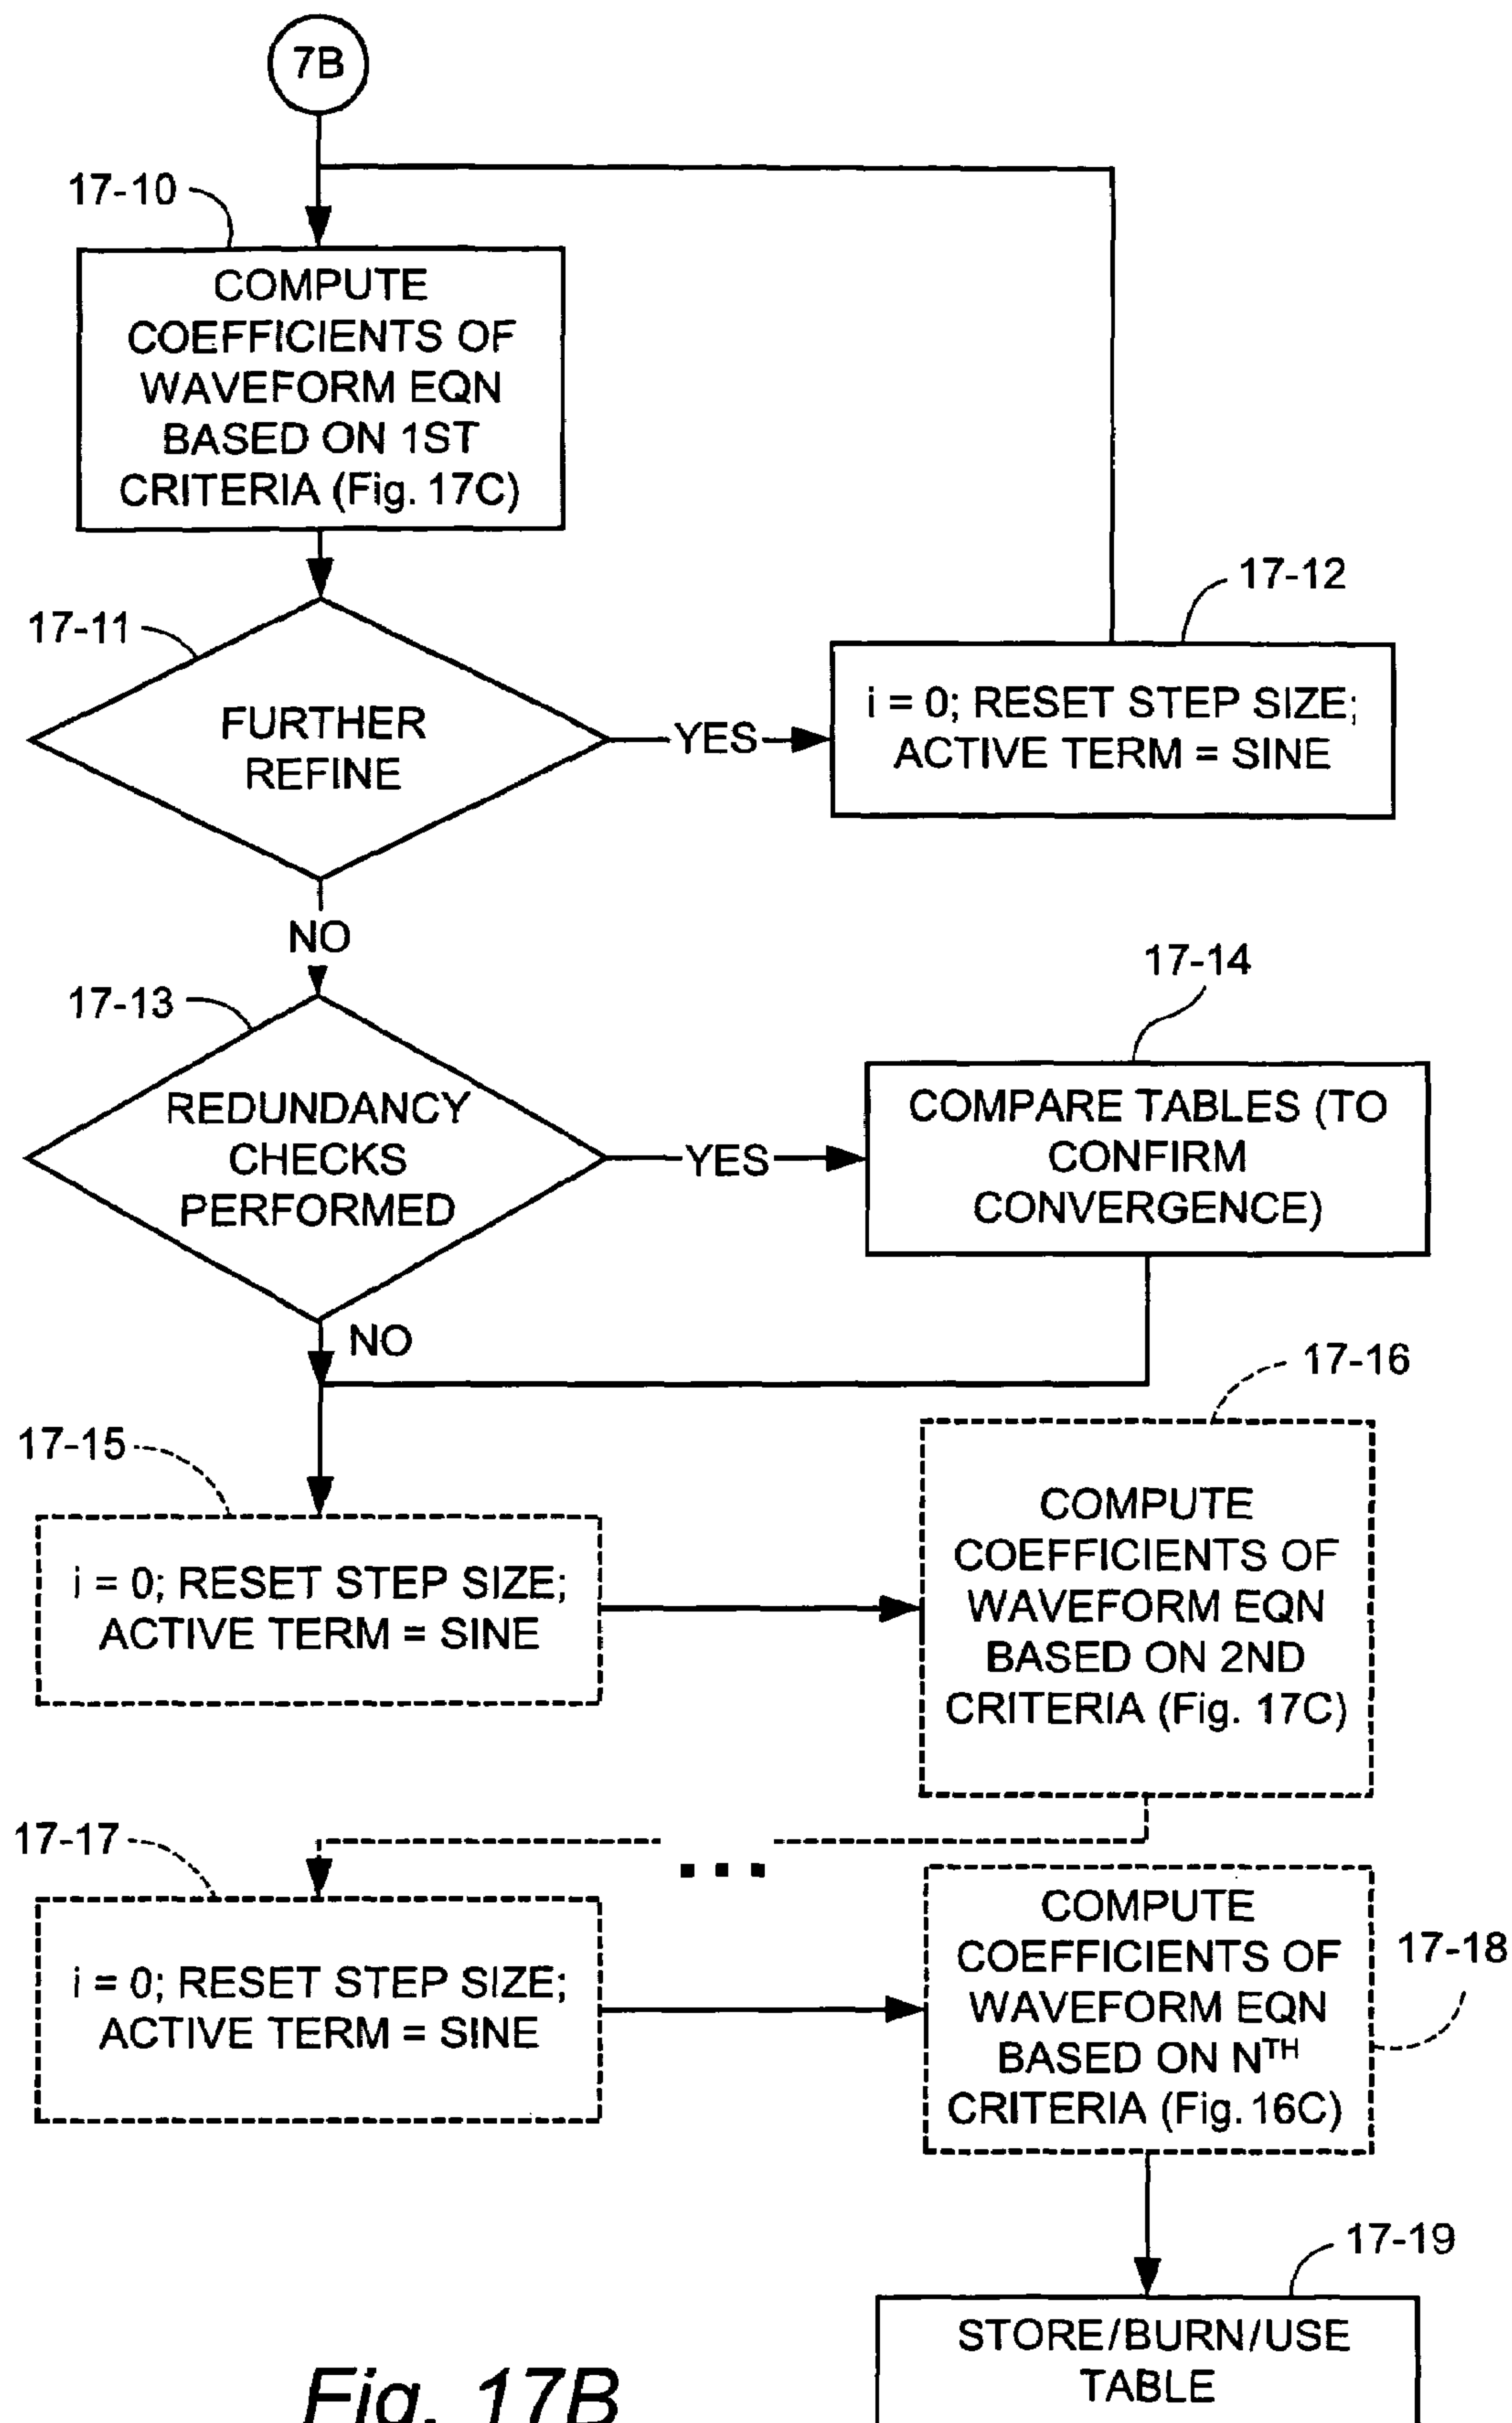 7B
17-10
COMPUTE
COEFFICIENTS OF
WAVEFORM EQN
BASED ON 1ST
CRITERIA (Fig. 17C)
17-11
FURTHER
REFINE
YES
17-12
i = 0; RESET STEP SIZE;
ACTIVE TERM = SINE
NO
17-13
REDUNDANCY
CHECKS
PERFORMED
YES
17-14
COMPARE TABLES (TO
CONFIRM
CONVERGENCE)
NO
17-15
i = 0; RESET STEP SIZE;
ACTIVE TERM = SINE
17-16
COMPUTE
COEFFICIENTS OF
WAVEFORM EQN
BASED ON 2ND
CRITERIA (Fig. 17C)
...
17-17
i = 0; RESET STEP SIZE;
ACTIVE TERM = SINE
17-18
COMPUTE
COEFFICIENTS OF
WAVEFORM EQN
BASED ON Nᵀᴴ
CRITERIA (Fig. 16C)
17-19
STORE/BURN/USE
TABLE
Fig. 17B